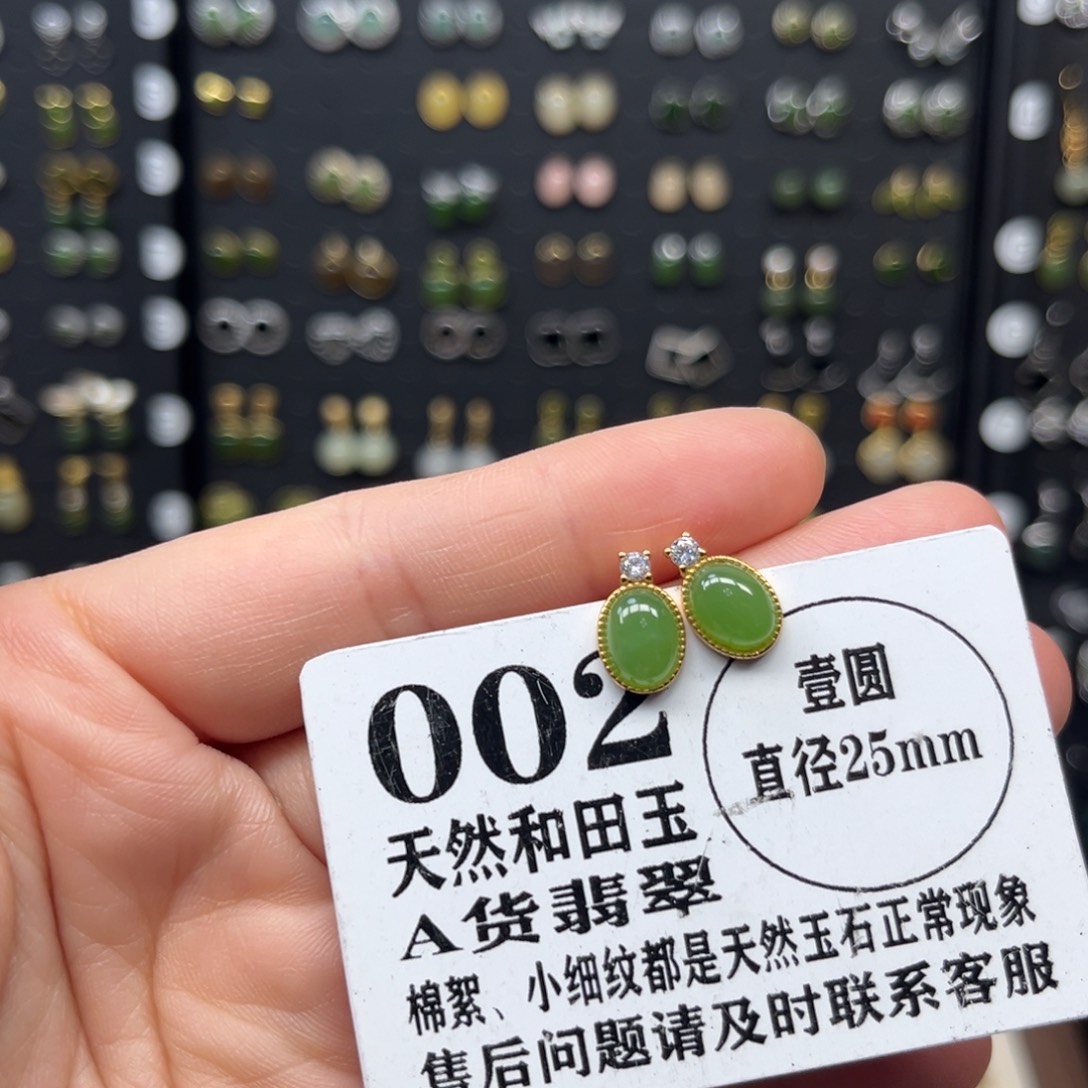 002
壹圆
直径25mm
天然和田玉
A货翡翠
棉絮、小细纹都是天然玉石正常现象
售后问题请及时联系客服